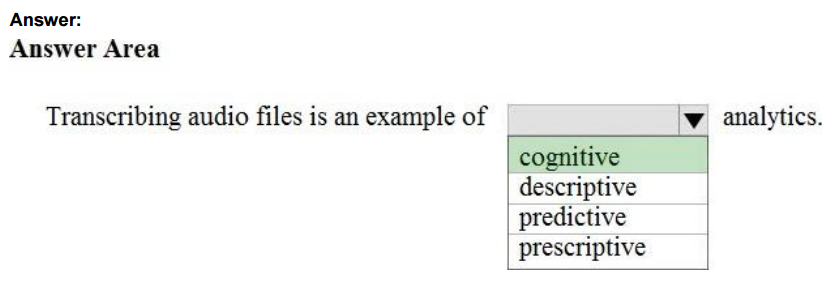 Answer:
Answer Area
Transcribing audio files is an example of analytics.
cognitive
descriptive
predictive
prescriptive